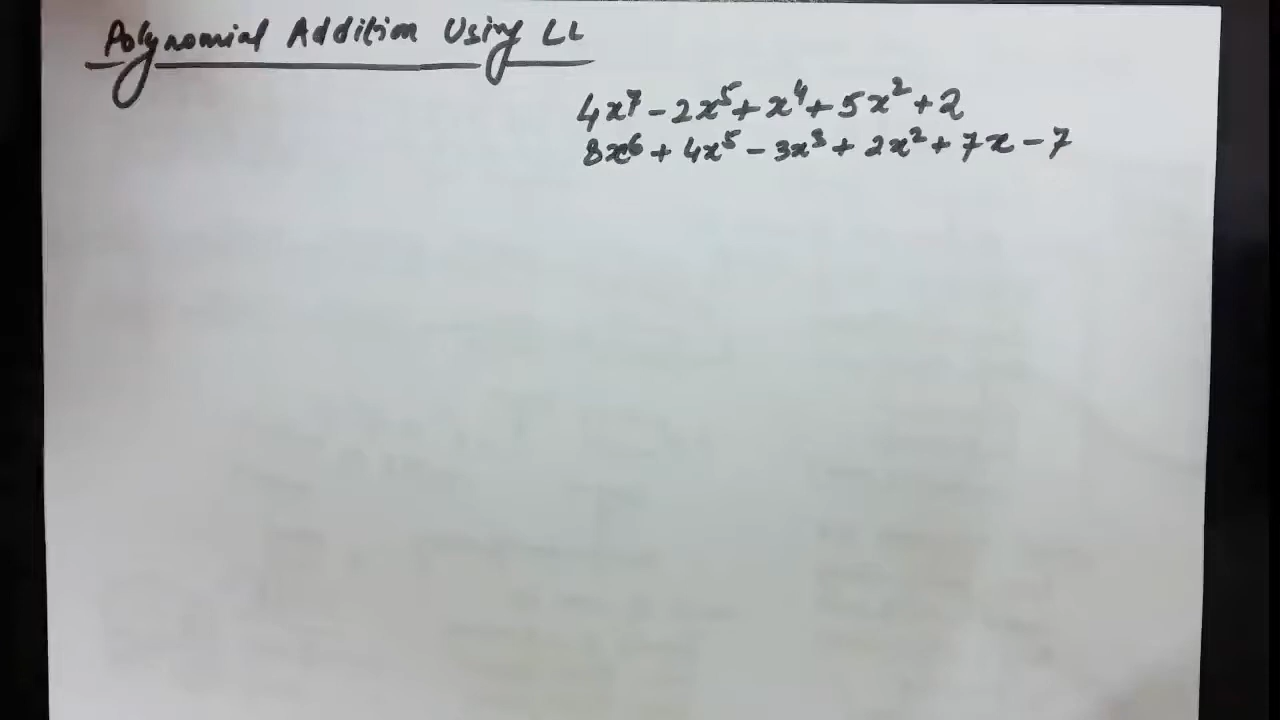 Polynomial Addition Using LL
4x⁷ - 2x⁵ + x⁴ + 5x² + 2
8x⁶ + 4x⁵ - 3x³ + 2x² + 7x - 7